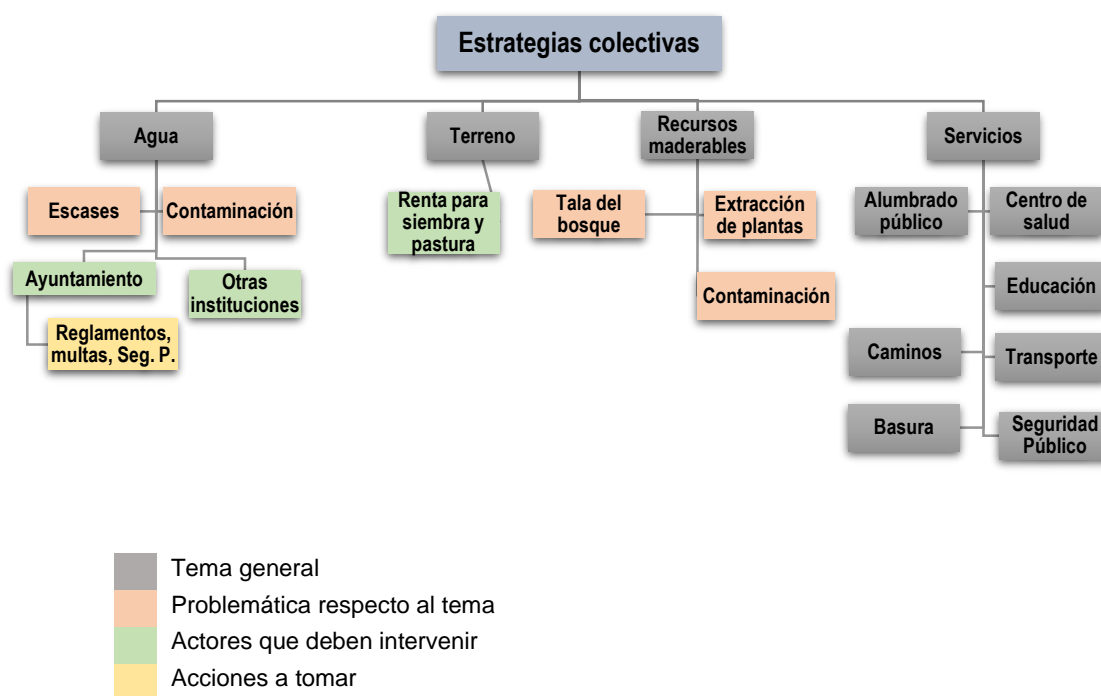 Estrategias colectivas
Agua
Terreno
Recursos
maderables
Servicios
Escases
Contaminación
Renta para
siembra y
pastura
Tala del
bosque
Extracción
de plantas
Alumbrado
público
Centro de
salud
Ayuntamiento
Otras
instituciones
Contaminación
Educación
Reglamentos,
multas, Seg. P.
Caminos
Transporte
Basura
Seguridad
Público
Tema general
Problemática respecto al tema
Actores que deben intervenir
Acciones a tomar